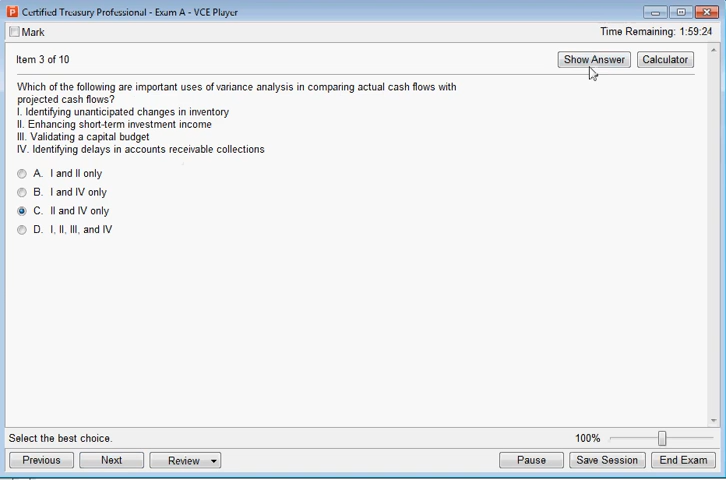 Certified Treasury Professional - Exam A - VCE Player
Mark
Time Remaining: 1:59:24
Item 3 of 10
Show Answer
Calculator
Which of the following are important uses of variance analysis in comparing actual cash flows with
projected cash flows?
I. Identifying unanticipated changes in inventory
II. Enhancing short-term investment income
III. Validating a capital budget
IV. Identifying delays in accounts receivable collections
A. I and II only
B. I and IV only
C. II and IV only
D. I, II, III, and IV
Select the best choice.
100%
Previous
Next
Review
Pause
Save Session
End Exam